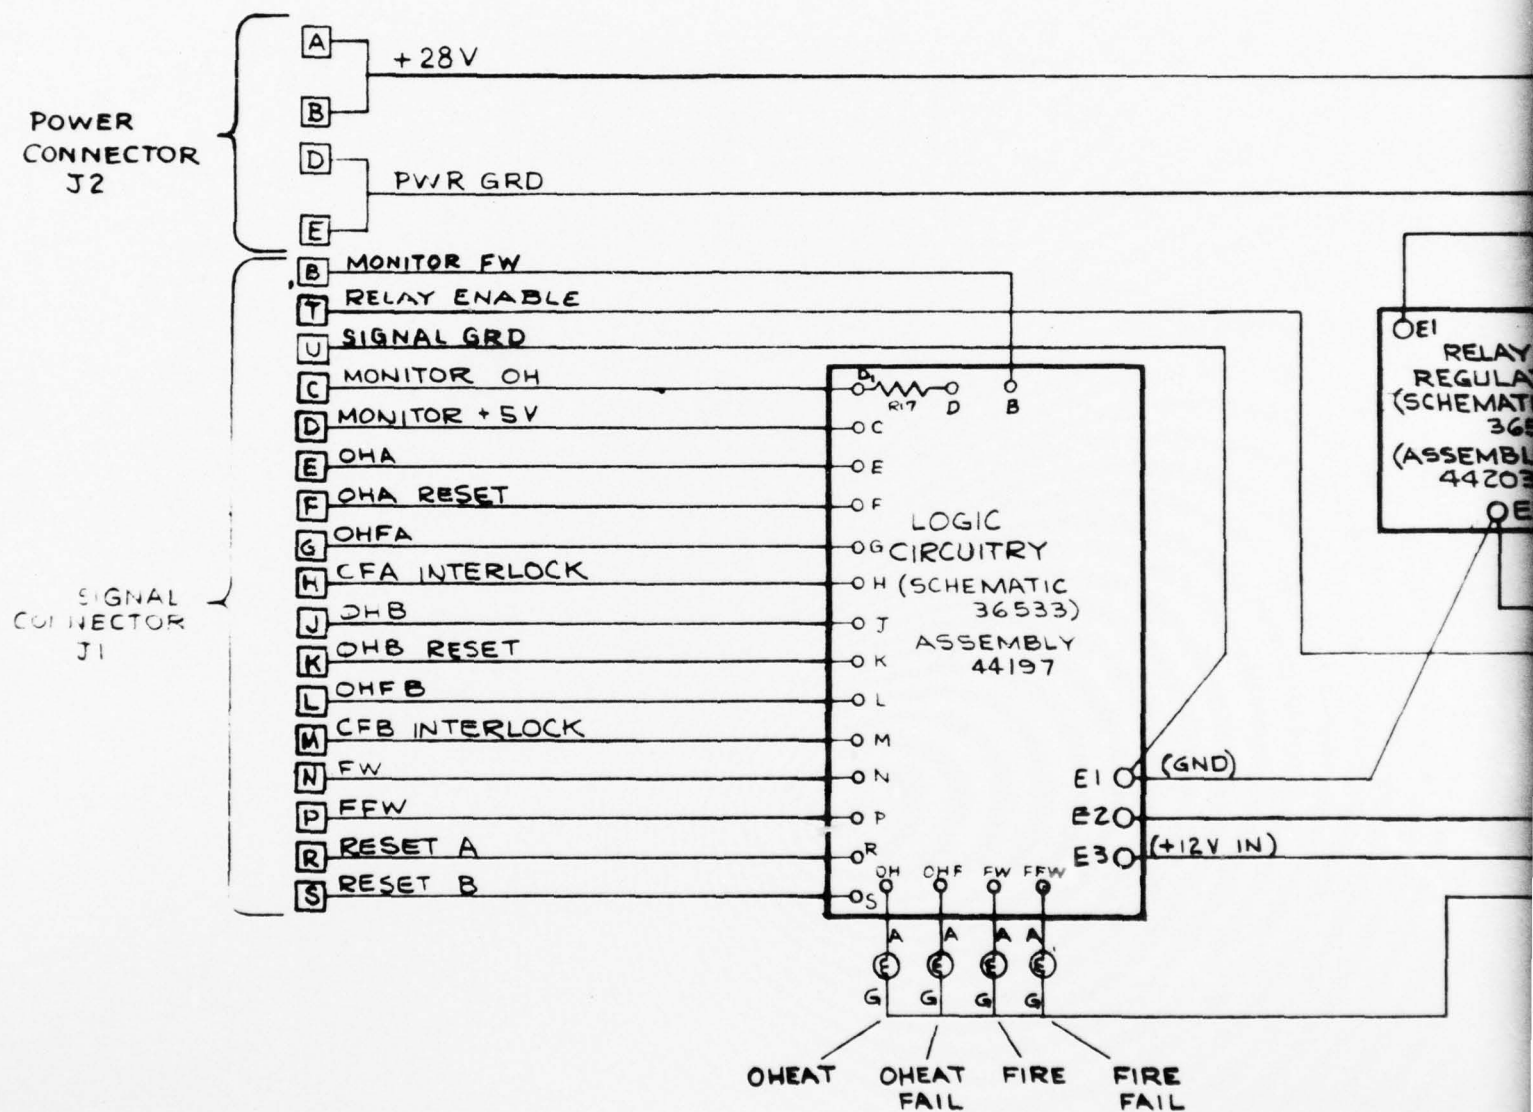 A
+28V
B
POWER
CONNECTOR
J2
D
PWR GRD
E
B MONITOR FW
T RELAY ENABLE
U SIGNAL GRD
C MONITOR OH
D MONITOR +5V
E OHA
F OHA RESET
G OHFA
H CFA INTERLOCK
J OHB
K OHB RESET
L OHFB
M CFB INTERLOCK
N FW
P FFW
R RESET A
S RESET B
SIGNAL
CONNECTOR
J1
R17 D B
C
E
F
G
H
J
K
L
M
N
P
R
S
LOGIC
CIRCUITRY
(SCHEMATIC
36533)
ASSEMBLY
44197
E1 (GND)
E2
E3 (+12V IN)
OH OHF FW FFW
A A A A
E E E E
G G G G
OHEAT
OHEAT
FAIL
FIRE
FIRE
FAIL
E1
RELAY
(ASSEMBL
44203
E